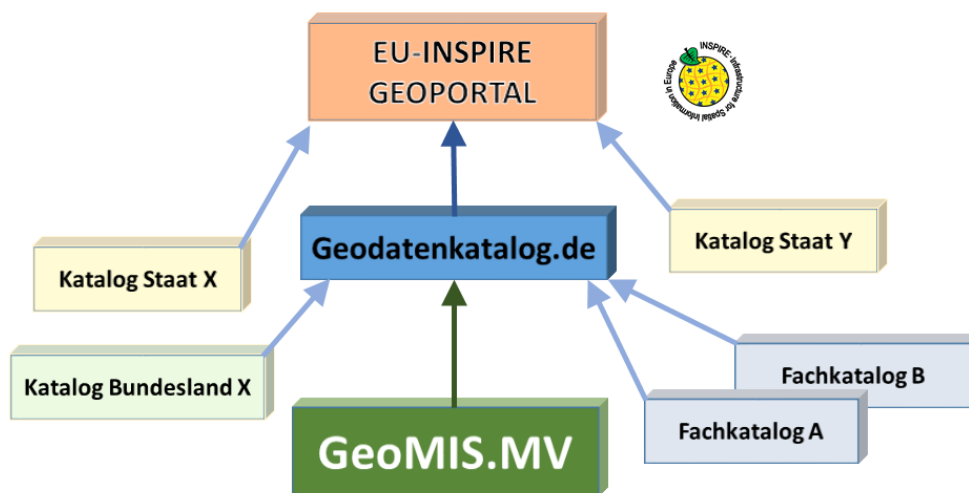 EU-INSPIRE
GEOPORTAL
INSPIRE - Infrastructure for Spatial Information in Europe
Katalog Staat X
Geodatenkatalog.de
Katalog Staat Y
Katalog Bundesland X
GeoMIS.MV
Fachkatalog B
Fachkatalog A